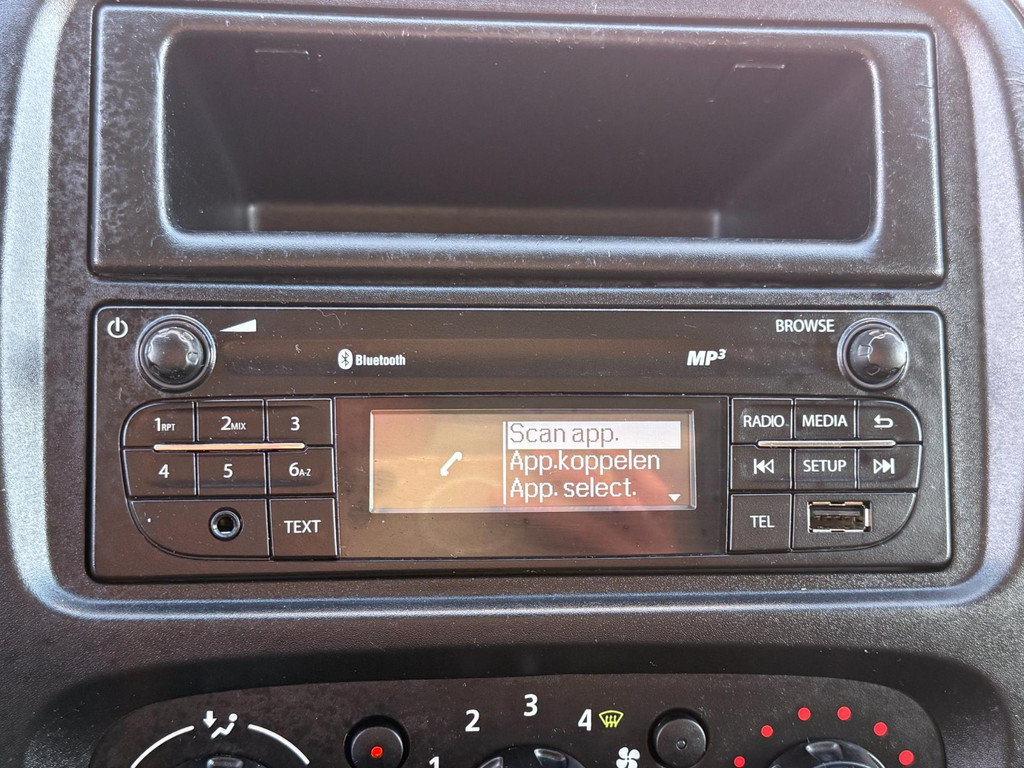 BROWSE
Bluetooth
MP3
1RPT
2MIX
3
RADIO
MEDIA
Scan app.
App.koppelen
App. select.
4
5
6A-Z
SETUP
TEXT
TEL
1
2
3
4